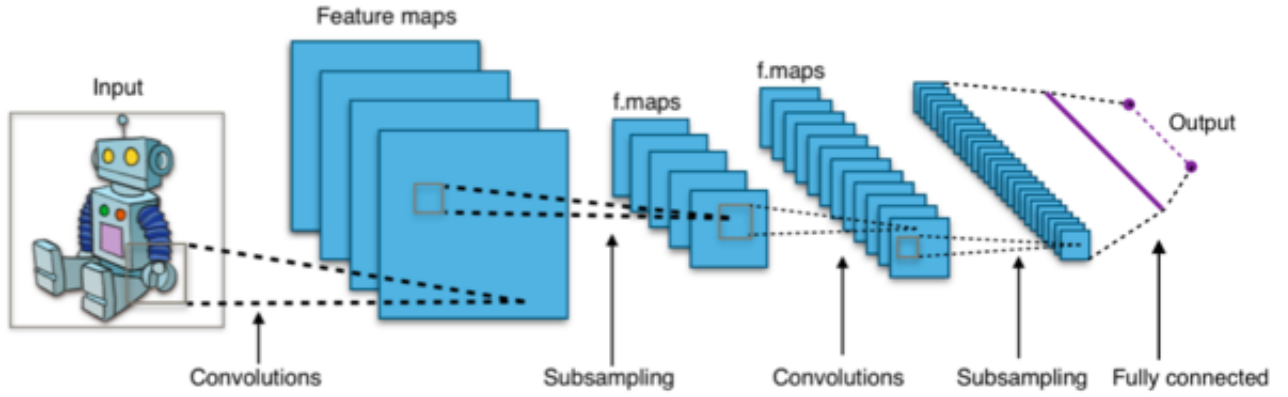 Feature maps
f.maps
Input
f.maps
Output
Convolutions
Subsampling
Convolutions
Subsampling
Fully connected